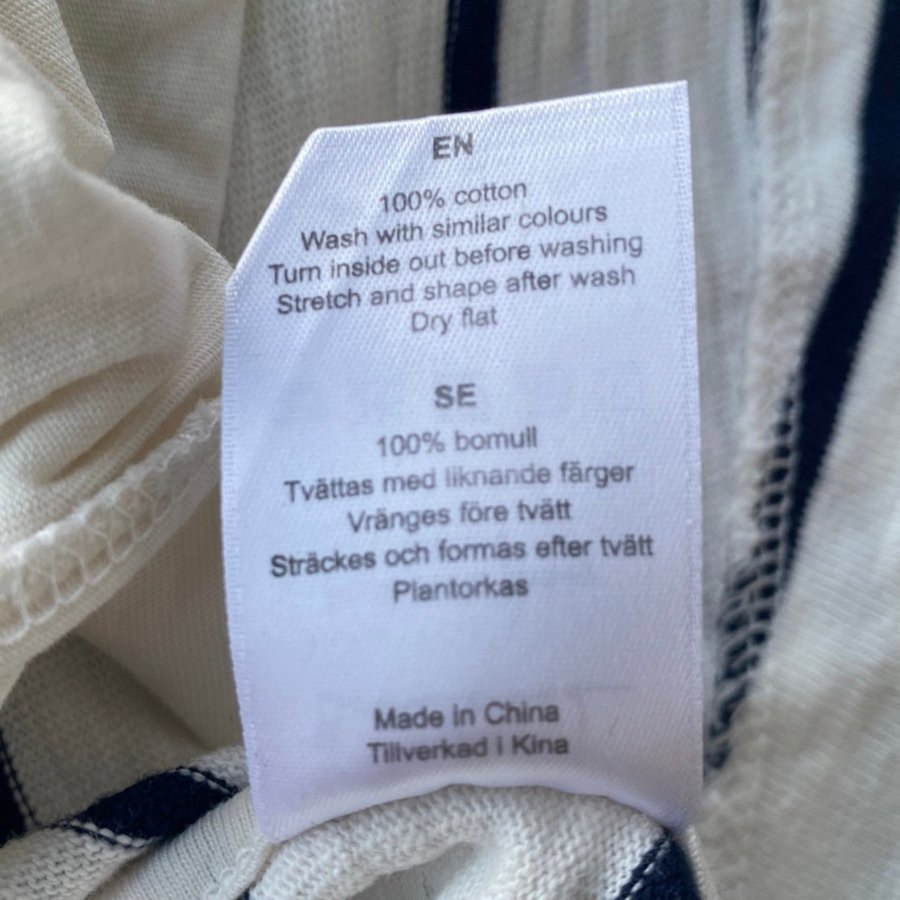 EN
100% cotton
Wash with similar colours
Turn inside out before washing
Stretch and shape after wash
Dry flat
SE
100% bomull
Tvättas med liknande färger
Vränges före tvätt
Sträckes och formas efter tvätt
Plantorkas
Made in China
Tillverkad i Kina